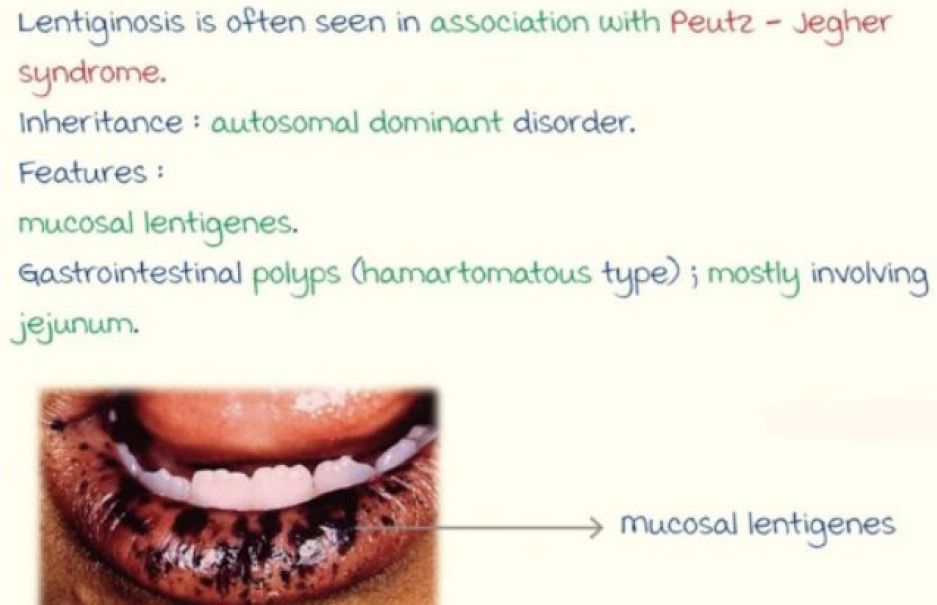 Lentiginosis is often seen in association with Peutz - Jegher
syndrome.
Inheritance : autosomal dominant disorder.
Features :
mucosal lentigenes.
Gastrointestinal polyps (hamartomatous type) ; mostly involving
jejunum.
mucosal lentigenes